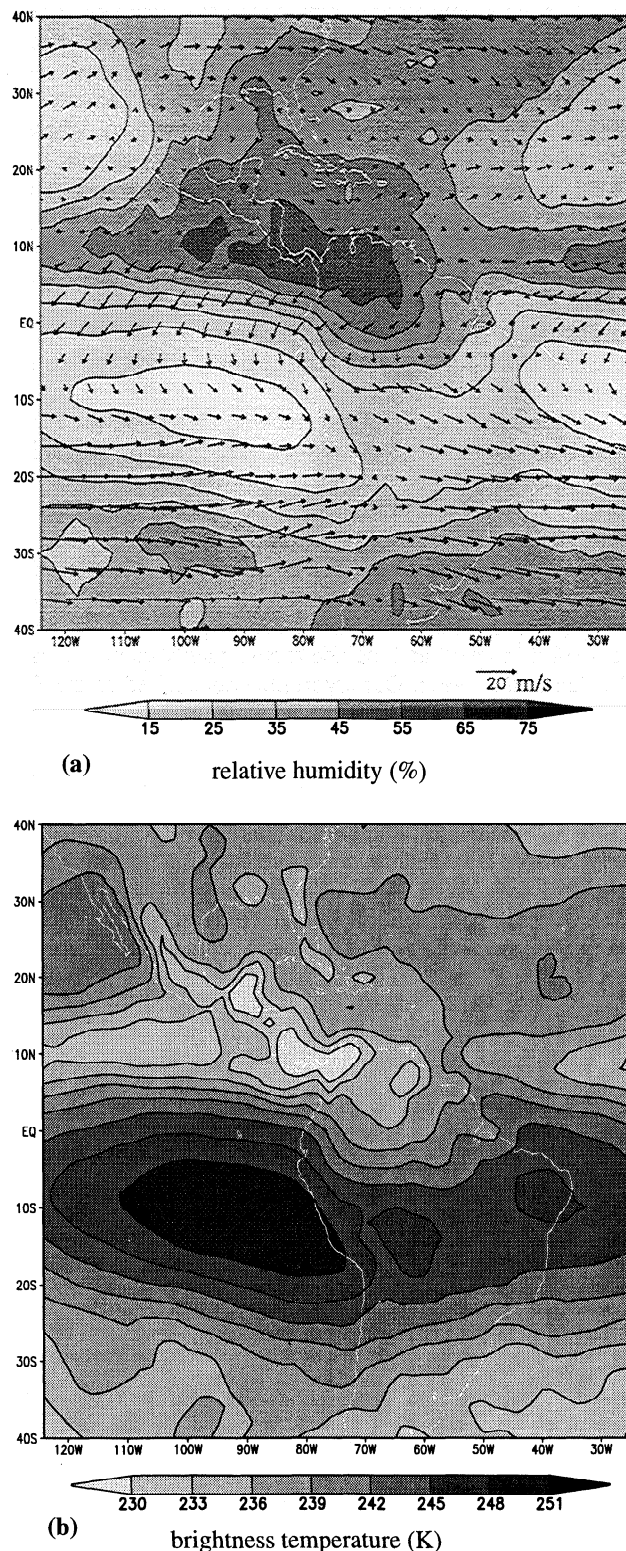 40N
30N
20N
10N
EQ
10S
20S
30S
40S
120W 110W 100W 90W 80W 70W 60W 50W 40W 30W
20 m/s
15 25 35 45 55 65 75
(a) relative humidity (%)
40N
30N
20N
10N
EQ
10S
20S
30S
40S
120W 110W 100W 90W 80W 70W 60W 50W 40W 30W
230 233 236 239 242 245 248 251
(b) brightness temperature (K)